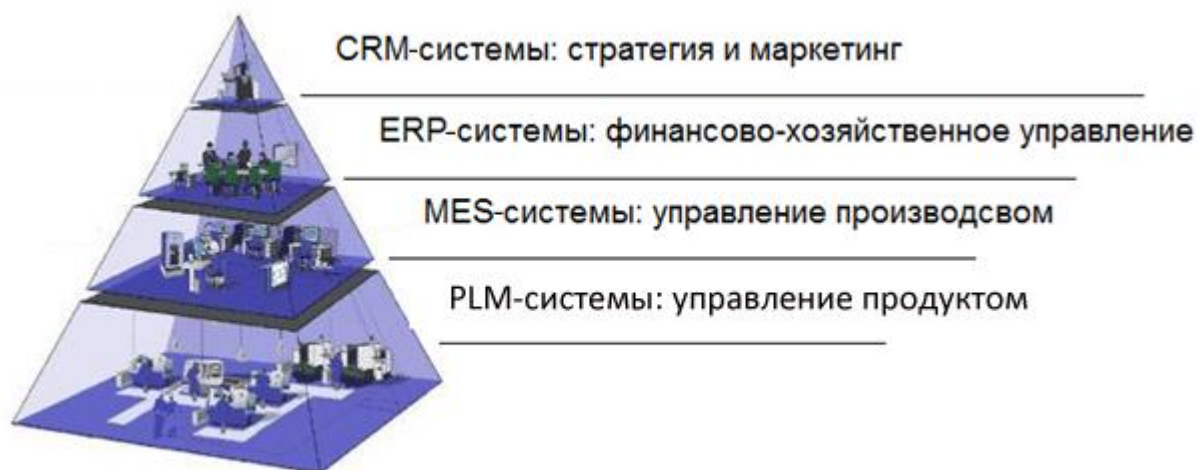 CRM-системы: стратегия и маркетинг
ERP-системы: финансово-хозяйственное управление
MES-системы: управление производсвом
PLM-системы: управление продуктом